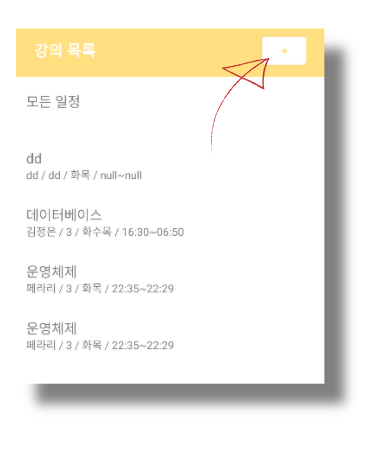 강의 목록
+
모든 일정
dd
dd / dd / 화목 / null~null
데이터베이스
김정은 / 3 / 화수목 / 16:30~06:50
운영체제
페라리 / 3 / 화목 / 22:35~22:29
운영체제
페라리 / 3 / 화목 / 22:35~22:29